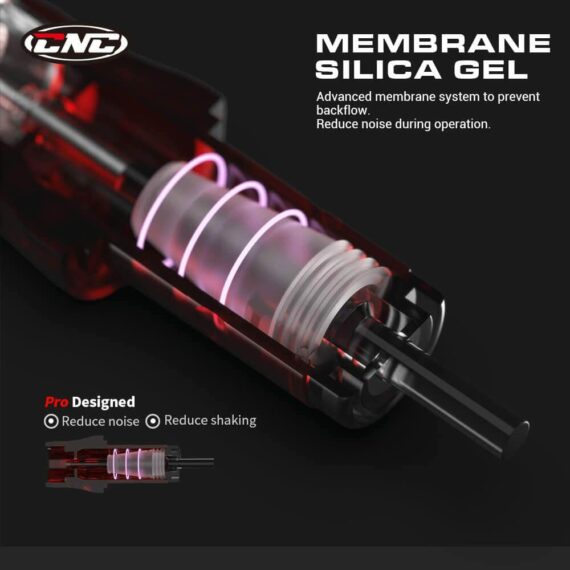 CNC
MEMBRANE
SILICA GEL
Advanced membrane system to prevent
backflow.
Reduce noise during operation.
Pro Designed
Reduce noise Reduce shaking